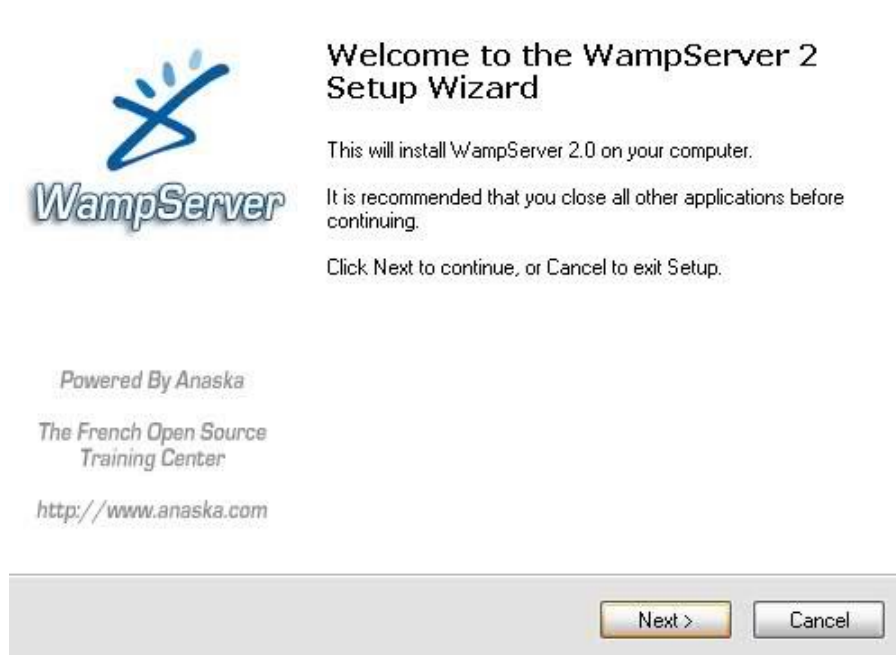 Welcome to the WampServer 2
Setup Wizard
This will install WampServer 2.0 on your computer.
It is recommended that you close all other applications before
continuing.
Click Next to continue, or Cancel to exit Setup.
WampServer
Powered By Anaska
The French Open Source
Training Center
http://www.anaska.com
Next >
Cancel